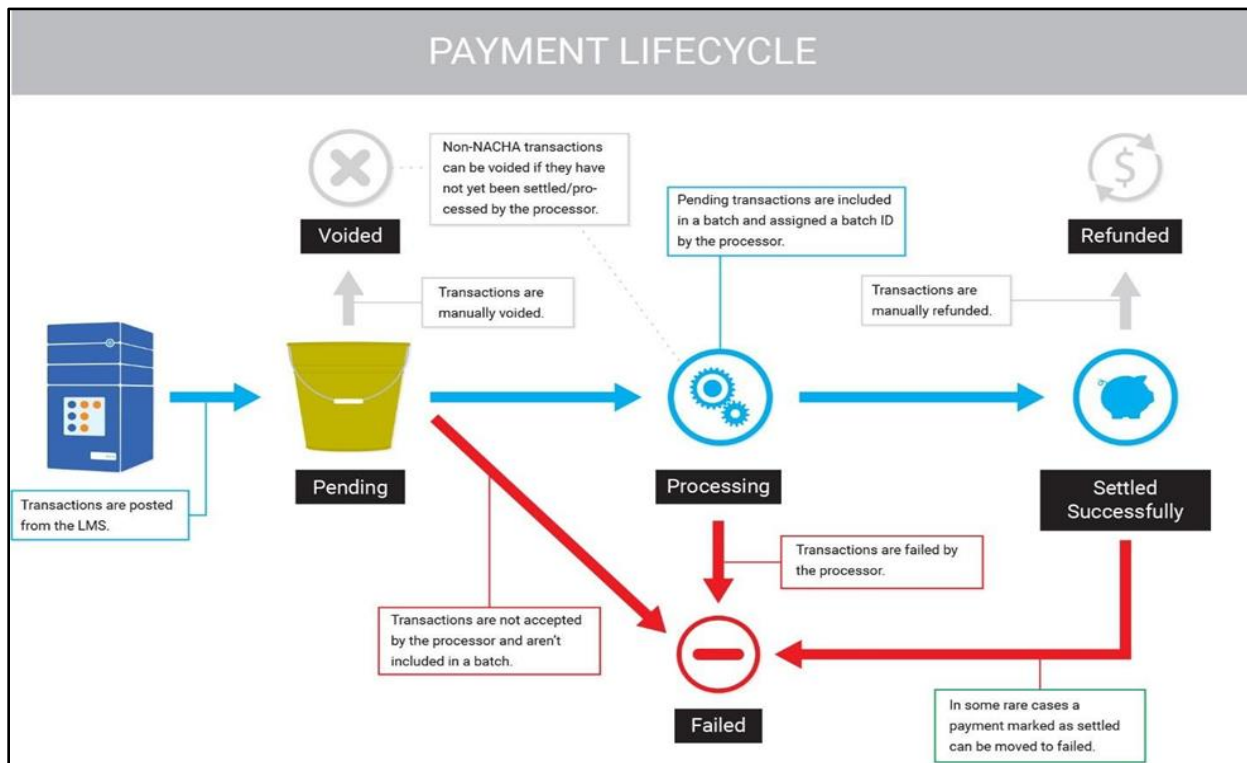 PAYMENT LIFECYCLE
Non-NACHA transactions
can be voided if they have
not yet been settled/pro-
cessed by the processor.
Pending transactions are included
in a batch and assigned a batch ID
by the processor.
Voided
Refunded
Transactions are
manually voided.
Transactions are
manually refunded.
$
Pending
Processing
Settled
Successfully
Transactions are posted
from the LMS.
Transactions are failed by
the processor.
Transactions are not accepted
by the processor and aren't
included in a batch.
Failed
In some rare cases a
payment marked as settled
can be moved to failed.